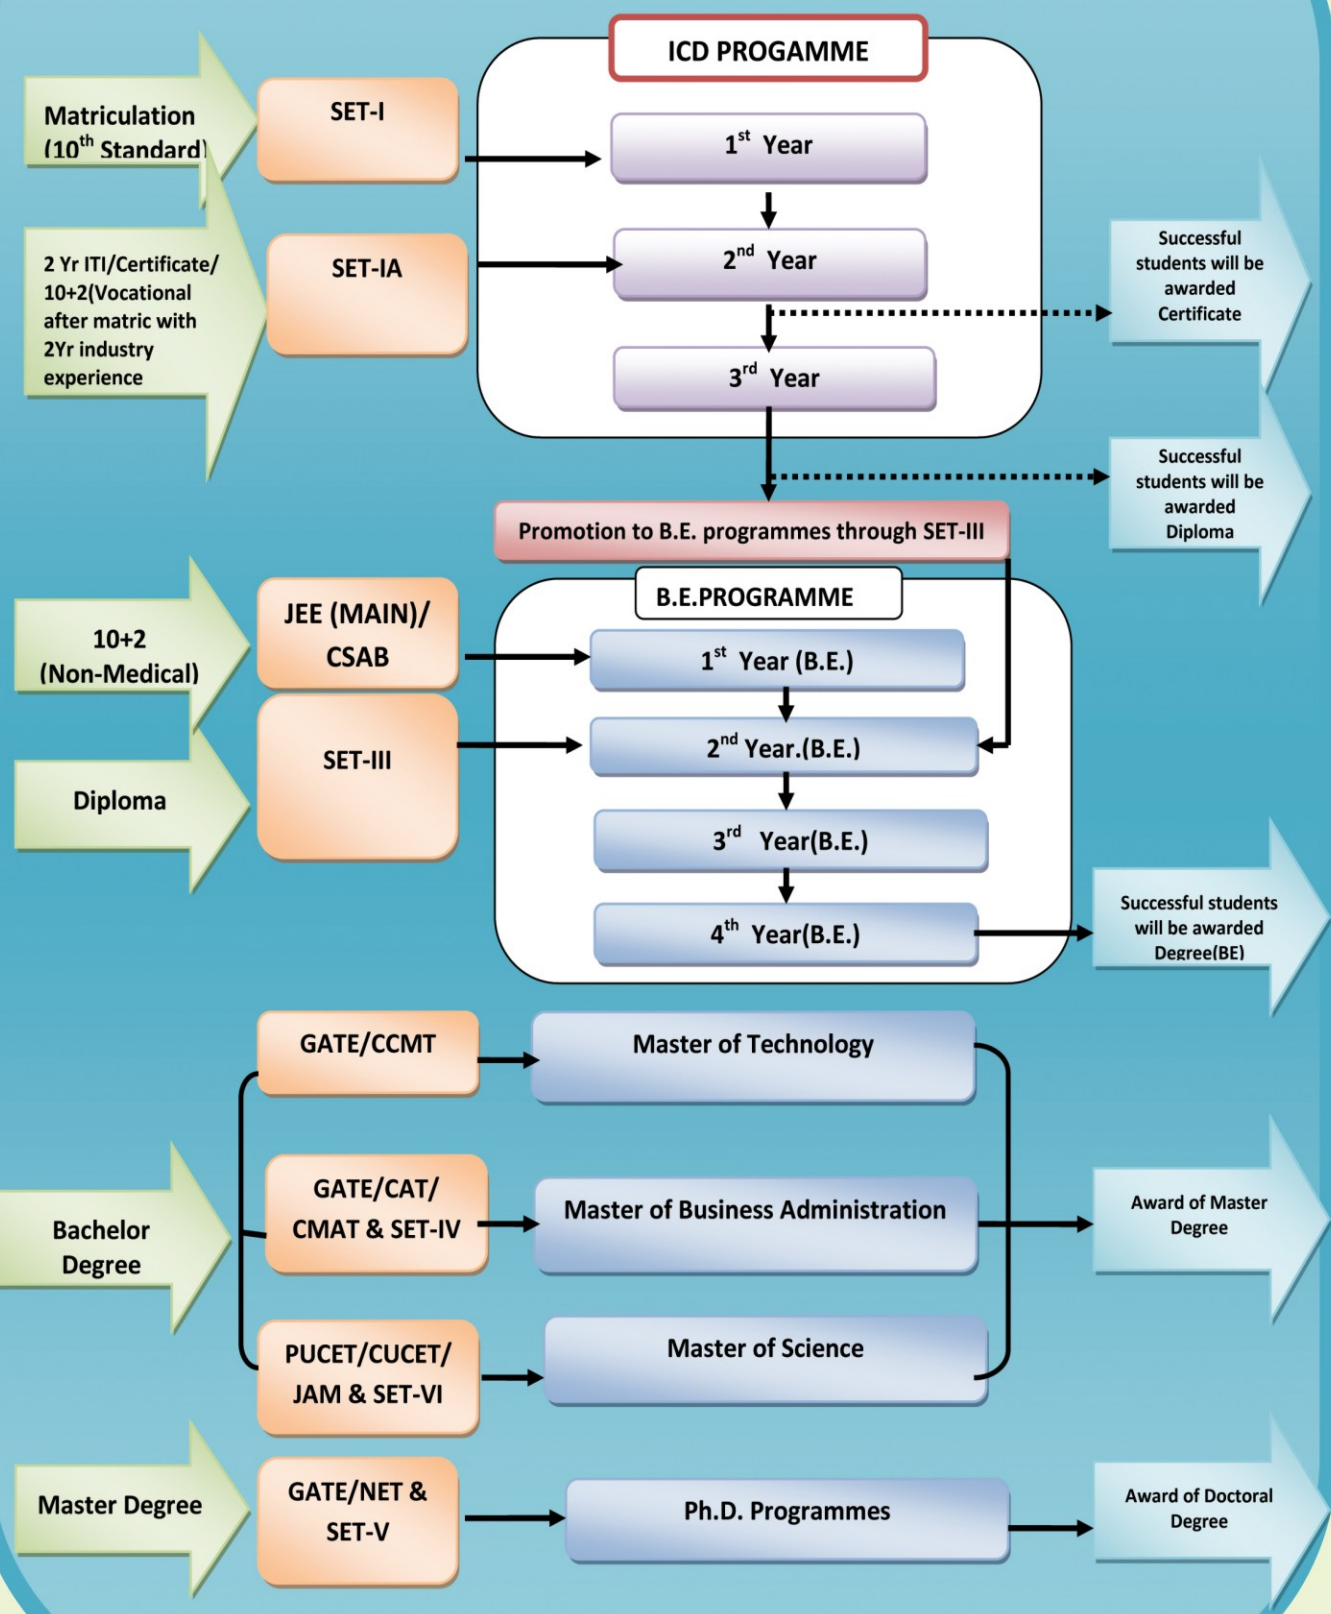 ICD PROGAMME
Matriculation
(10th Standard)
SET-I
1st Year
2 Yr ITI/Certificate/
10+2(Vocational
after matric with
2Yr industry
experience
SET-IA
2nd Year
Successful
students will be
awarded
Certificate
3rd Year
Successful
students will be
awarded
Diploma
Promotion to B.E. programmes through SET-III
B.E.PROGRAMME
10+2
(Non-Medical)
JEE (MAIN)/
CSAB
1st Year (B.E.)
Diploma
SET-III
2nd Year.(B.E.)
3rd Year(B.E.)
4th Year(B.E.)
Successful students
will be awarded
Degree(BE)
GATE/CCMT
Master of Technology
Bachelor
Degree
GATE/CAT/
CMAT & SET-IV
Master of Business Administration
Award of Master
Degree
PUCET/CUCET/
JAM & SET-VI
Master of Science
Master Degree
GATE/NET &
SET-V
Ph.D. Programmes
Award of Doctoral
Degree